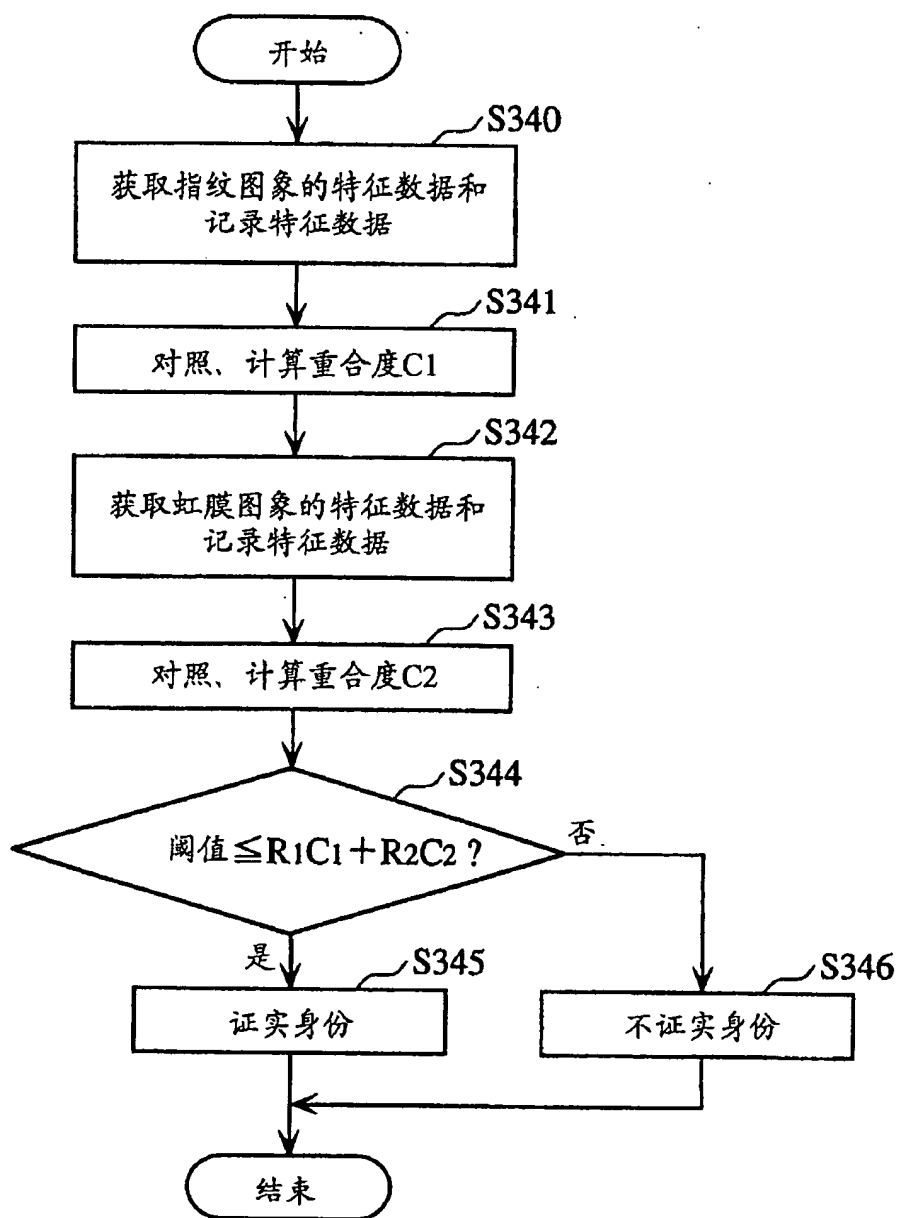 开始
S340
获取指纹图象的特征数据和
记录特征数据
S341
对照、计算重合度C1
S342
获取虹膜图象的特征数据和
记录特征数据
S343
对照、计算重合度C2
S344
阈值≦R1C1+R2C2?
否
是
S345
证实身份
S346
不证实身份
结束